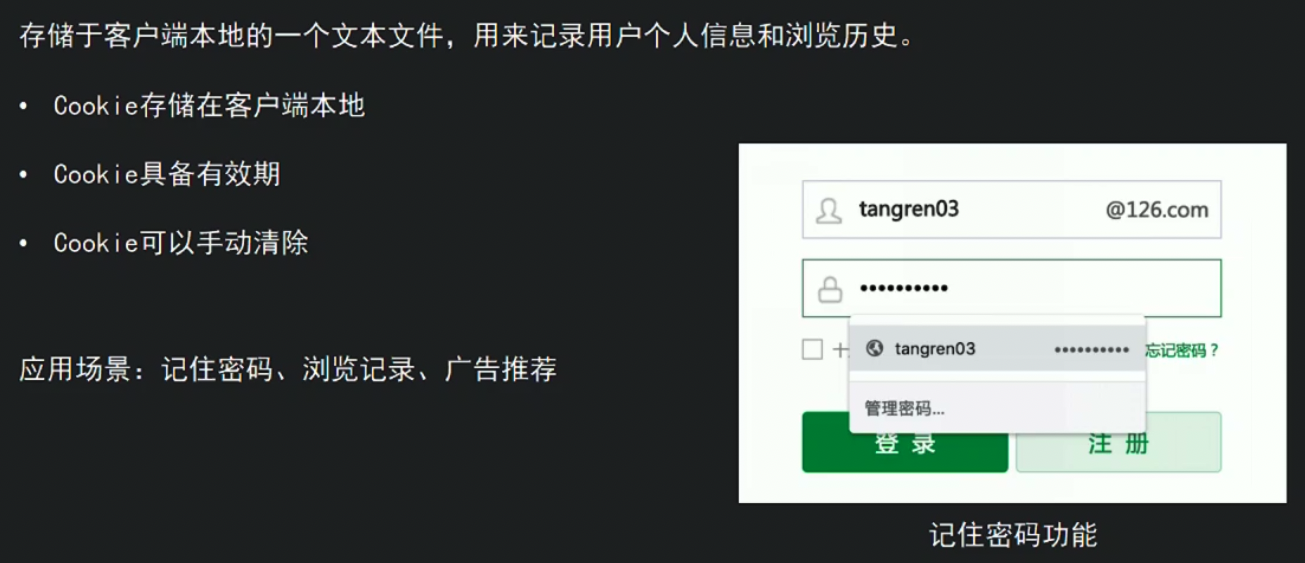 存储于客户端本地的一个文本文件，用来记录用户个人信息和浏览历史。
• Cookie存储在客户端本地
• Cookie具备有效期
• Cookie可以手动清除
应用场景：记住密码、浏览记录、广告推荐
tangren03 @126.com
••••••••••
tangren03 ••••••••••
忘记密码？
管理密码...
登 录 注 册
记住密码功能